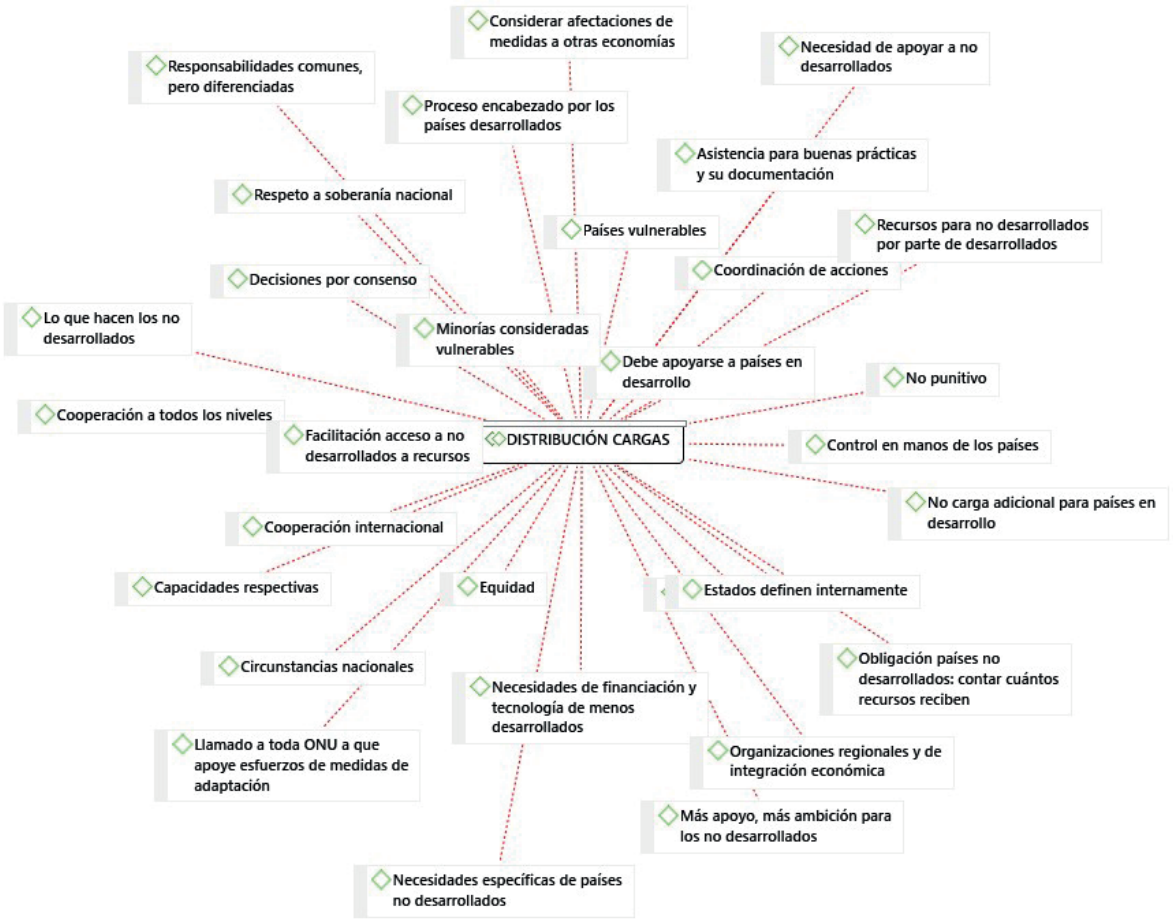 Considerar afectaciones de
medidas a otras economías
Necesidad de apoyar a no
desarrollados
Responsabilidades comunes,
pero diferenciadas
Proceso encabezado por los
países desarrollados
Asistencia para buenas prácticas
y su documentación
Respeto a soberanía nacional
Países vulnerables
Recursos para no desarrollados
por parte de desarrollados
Decisiones por consenso
Coordinación de acciones
Lo que hacen los no
desarrollados
Minorías consideradas
vulnerables
Debe apoyarse a países en
desarrollo
No punitivo
Cooperación a todos los niveles
Facilitación acceso a no
desarrollados a recursos
DISTRIBUCIÓN CARGAS
Control en manos de los países
No carga adicional para países en
desarrollo
Cooperación internacional
Capacidades respectivas
Equidad
Estados definen internamente
Circunstancias nacionales
Obligación países no
desarrollados: contar cuántos
recursos reciben
Necesidades de financiación y
tecnología de menos
desarrollados
Llamado a toda ONU a que
apoye esfuerzos de medidas de
adaptación
Organizaciones regionales y de
integración económica
Más apoyo, más ambición para
los no desarrollados
Necesidades específicas de países
no desarrollados